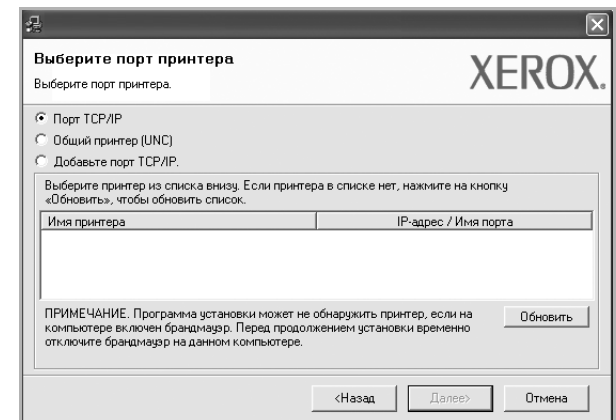 Выберите порт принтера
Выберите порт принтера.
XEROX.
Порт TCP/IP
Общий принтер (UNC)
Добавьте порт TCP/IP.
Выберите принтер из списка внизу. Если принтера в списке нет, нажмите на кнопку
«Обновить», чтобы обновить список.
Имя принтера IP-адрес / Имя порта
ПРИМЕЧАНИЕ. Программа установки может не обнаружить принтер, если на
компьютере включен брандмауэр. Перед продолжением установки временно
отключите брандмауэр на данном компьютере.
Обновить
<Назад Далее> Отмена